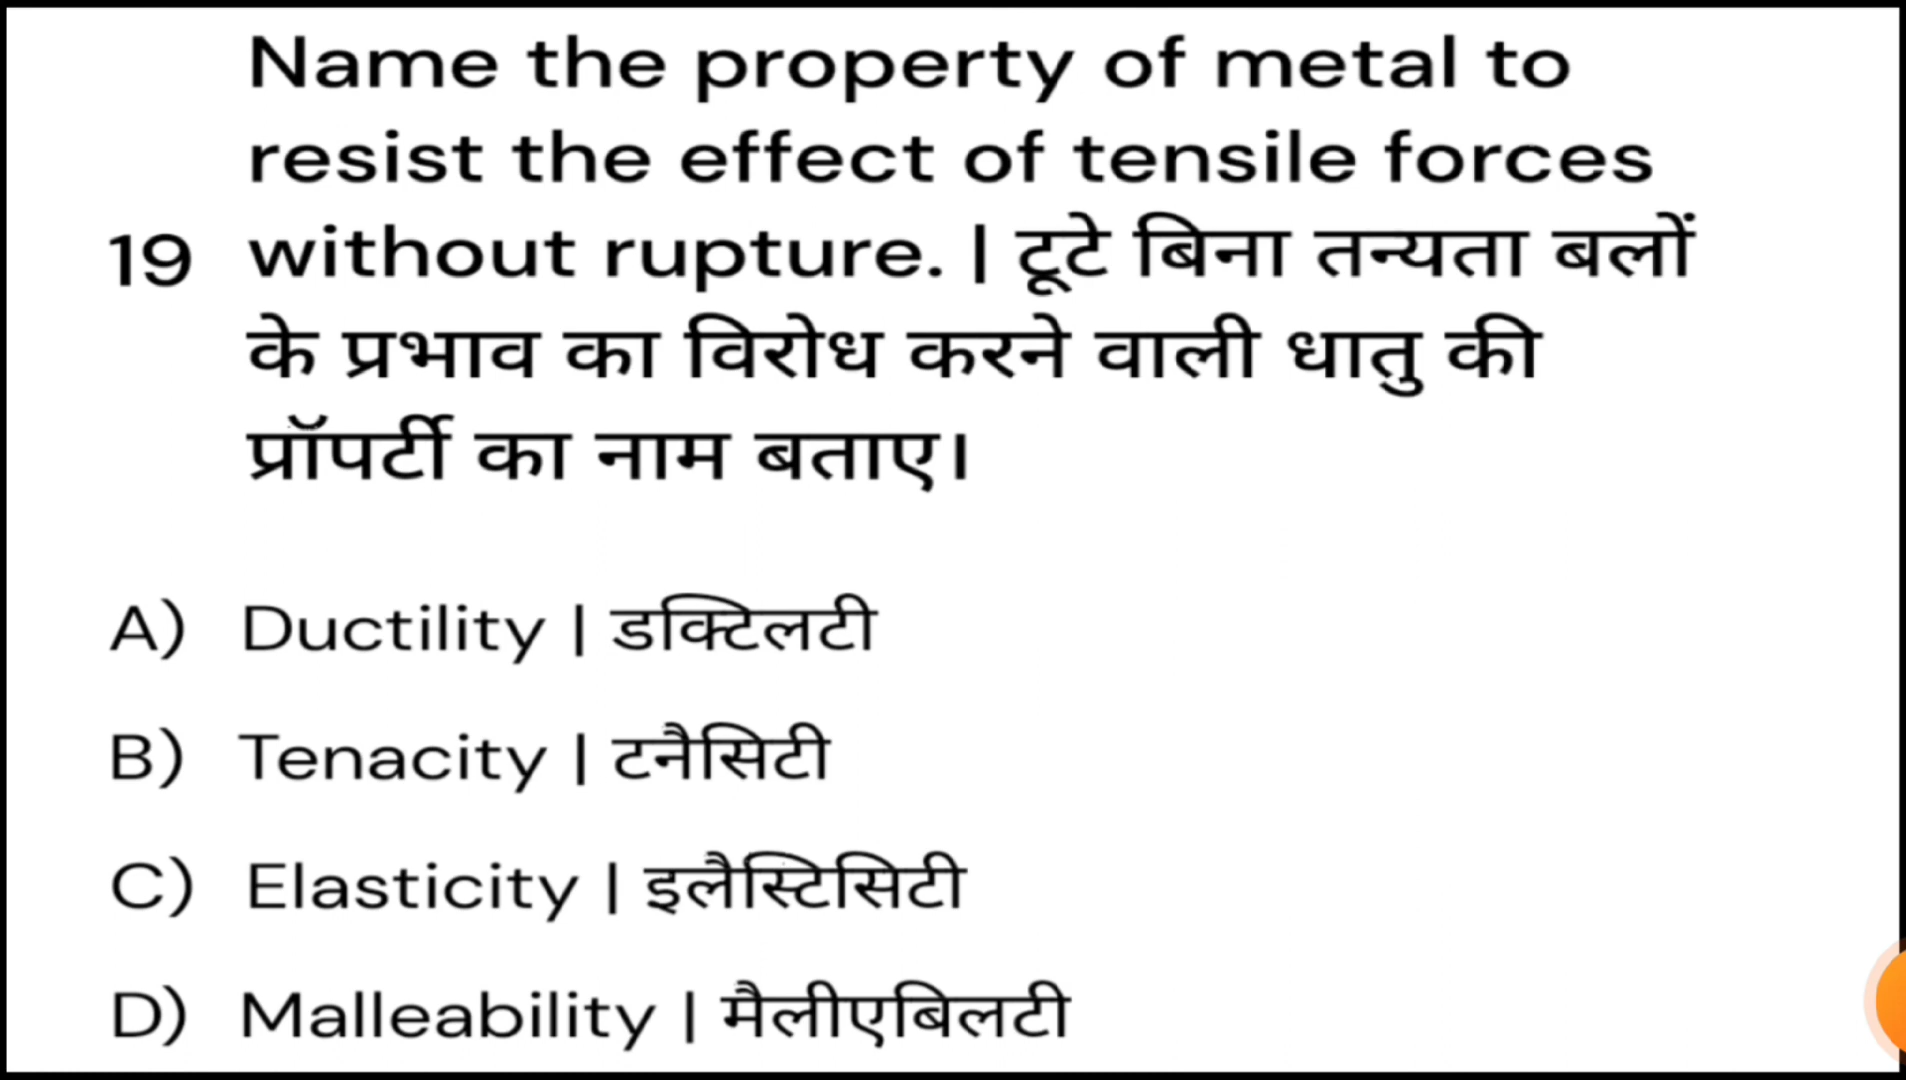 Name the property of metal to
resist the effect of tensile forces
19 without rupture. | टूटे बिना तन्यता बलों
के प्रभाव का विरोध करने वाली धातु की
प्रॉपर्टी का नाम बताए।
A) Ductility | डक्टिलटी
B) Tenacity | टनैसिटी
C) Elasticity | इलैस्टिसिटी
D) Malleability | मैलीएबिलटी